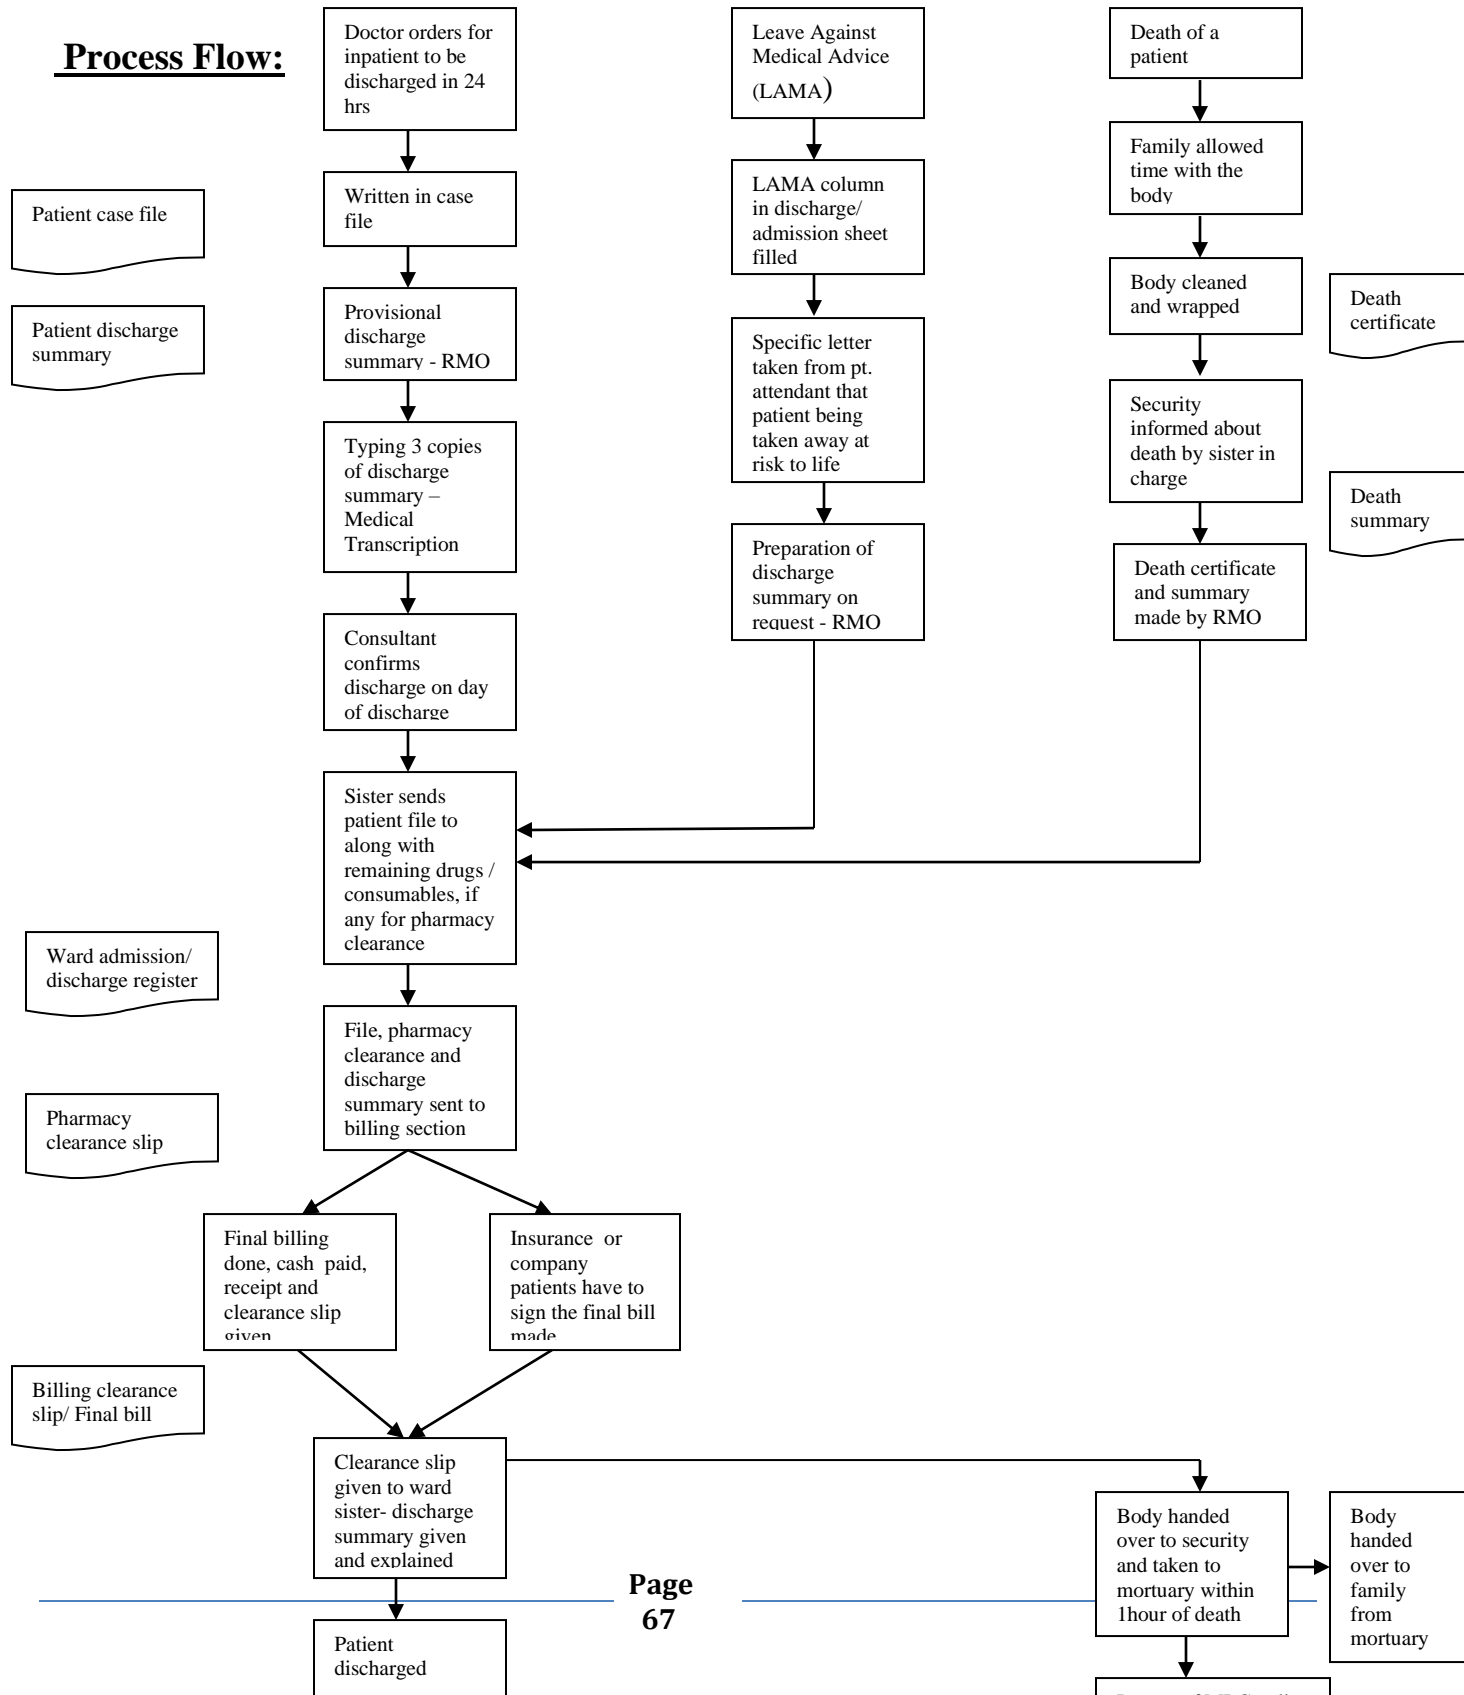 Process Flow:
Doctor orders for
inpatient to be
discharged in 24
hrs
Written in case
file
Provisional
discharge
summary - RMO
Typing 3 copies
of discharge
summary –
Medical
Transcription
Consultant
confirms
discharge on day
of discharge
Sister sends
patient file to
along with
remaining drugs /
consumables, if
any for pharmacy
clearance
File, pharmacy
clearance and
discharge
summary sent to
billing section
Final billing
done, cash paid,
receipt and
clearance slip
given
Insurance or
company
patients have to
sign the final bill
made
Clearance slip
given to ward
sister- discharge
summary given
and explained
Patient
discharged
Patient case file
Patient discharge
summary
Ward admission/
discharge register
Pharmacy
clearance slip
Billing clearance
slip/ Final bill
Leave Against
Medical Advice
(LAMA)
LAMA column
in discharge/
admission sheet
filled
Specific letter
taken from pt.
attendant that
patient being
taken away at
risk to life
Preparation of
discharge
summary on
request - RMO
Death of a
patient
Family allowed
time with the
body
Body cleaned
and wrapped
Security
informed about
death by sister in
charge
Death certificate
and summary
made by RMO
Death
certificate
Death
summary
Body handed
over to security
and taken to
mortuary within
1hour of death
Body
handed
over to
family
from
mortuary
Page
67